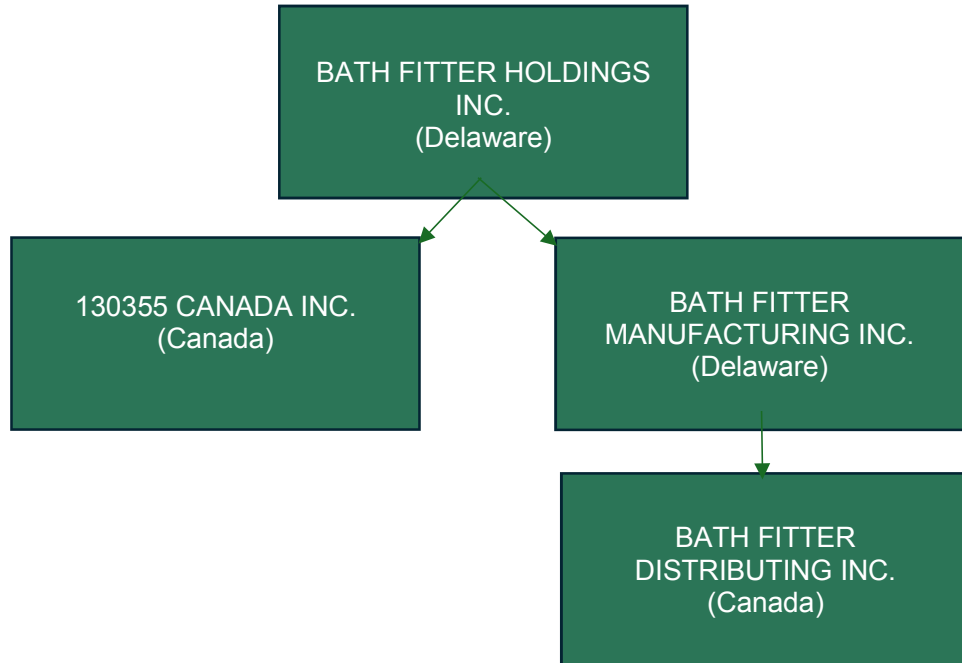 BATH FITTER HOLDINGS
INC.
(Delaware)
130355 CANADA INC.
(Canada)
BATH FITTER
MANUFACTURING INC.
(Delaware)
BATH FITTER
DISTRIBUTING INC.
(Canada)